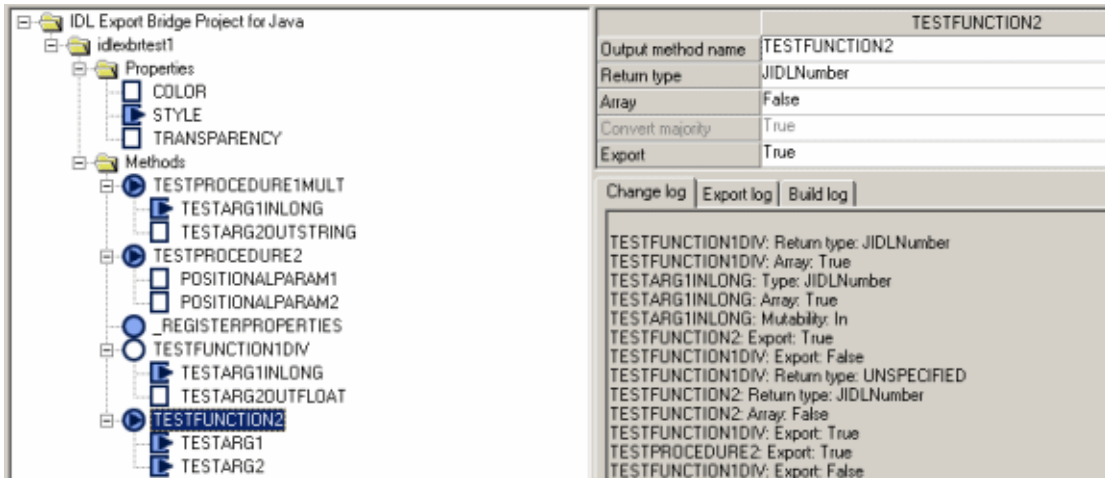 IDL Export Bridge Project for Java
idlexbrtest1
Properties
COLOR
STYLE
TRANSPARENCY
Methods
TESTPROCEDURE1MULT
TESTARG1INLONG
TESTARG2OUTSTRING
TESTPROCEDURE2
POSITIONALPARAM1
POSITIONALPARAM2
_REGISTERPROPERTIES
TESTFUNCTION1DIV
TESTARG1INLONG
TESTARG2OUTFLOAT
TESTFUNCTION2
TESTARG1
TESTARG2
TESTFUNCTION2
Output method name TESTFUNCTION2
Return type JIDLNumber
Array False
Convert majority True
Export True
Change log Export log Build log
TESTFUNCTION1DIV: Return type: JIDLNumber
TESTFUNCTION1DIV: Array: True
TESTARG1INLONG: Type: JIDLNumber
TESTARG1INLONG: Array: True
TESTARG1INLONG: Mutability: In
TESTFUNCTION2: Export: True
TESTFUNCTION1DIV: Export: False
TESTFUNCTION1DIV: Return type: UNSPECIFIED
TESTFUNCTION2: Return type: JIDLNumber
TESTFUNCTION2: Array: False
TESTFUNCTION1DIV: Export: True
TESTPROCEDURE2: Export: True
TESTFUNCTION1DIV: Export: False